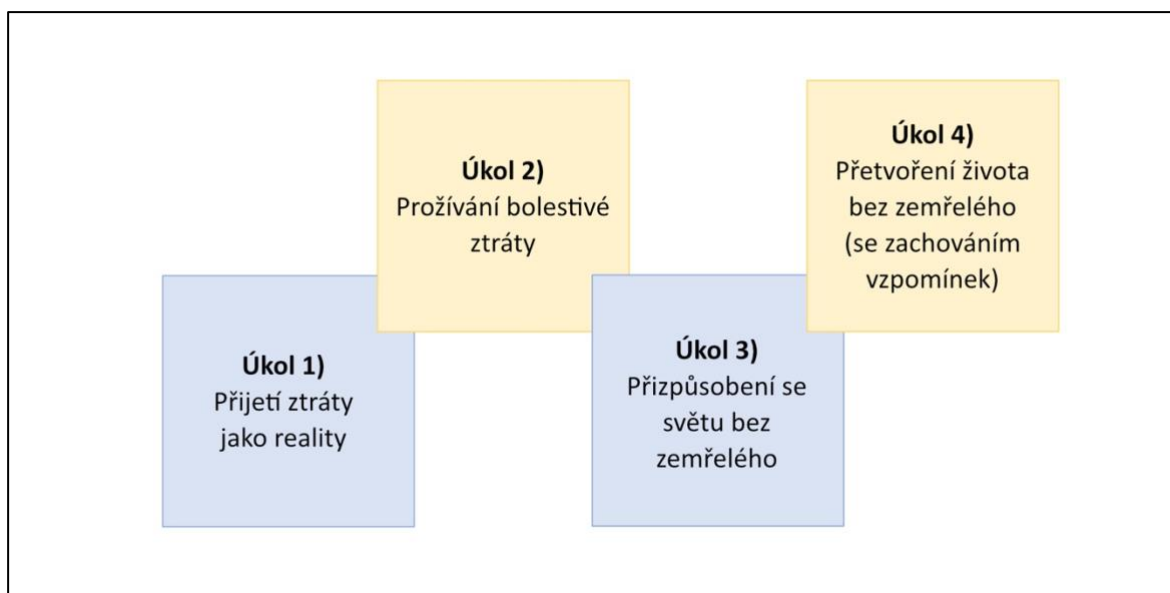 Úkol 1)
Přijetí ztráty
jako reality
Úkol 2)
Prožívání bolestivé
ztráty
Úkol 3)
Přizpůsobení se
světu bez
zemřelého
Úkol 4)
Přetvoření života
bez zemřelého
(se zachováním
vzpomínek)